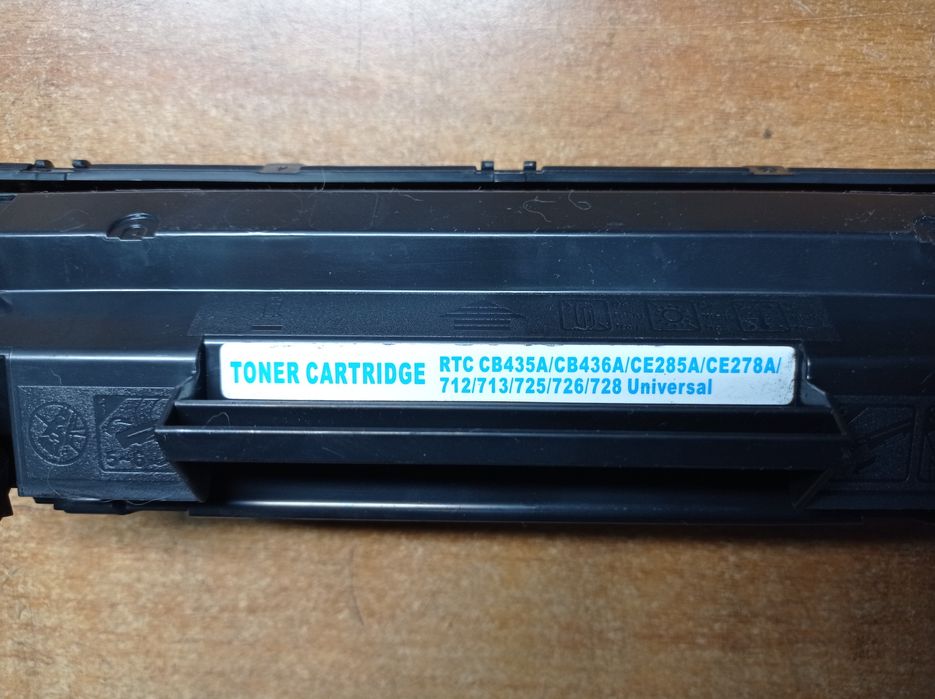 TONER CARTRIDGE
RTC CB435A/CB436A/CE285A/CE278A/
712/713/725/726/728 Universal